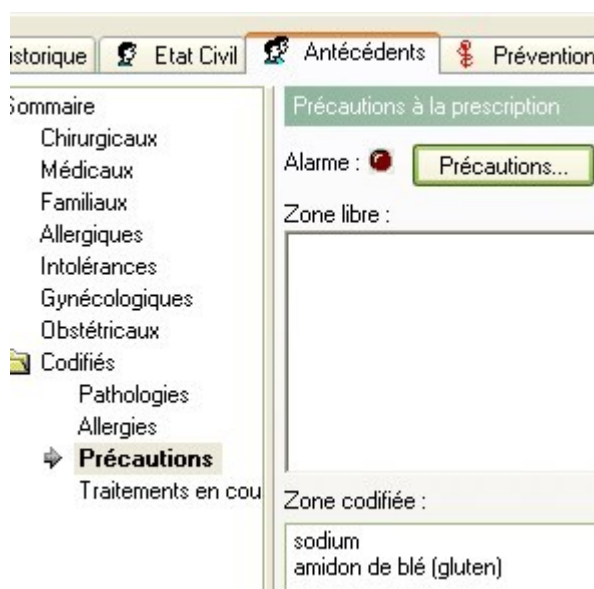 istorique Etat Civil Antécédents Prévention
Sommaire
Chirurgicaux
Médicaux
Familiaux
Allergiques
Intolérances
Gynécologiques
Obstétricaux
Codifiés
Pathologies
Allergies
Précautions
Traitements en cou
Précautions à la prescription
Alarme : Précautions...
Zone libre :
Zone codifiée :
sodium
amidon de blé (gluten)